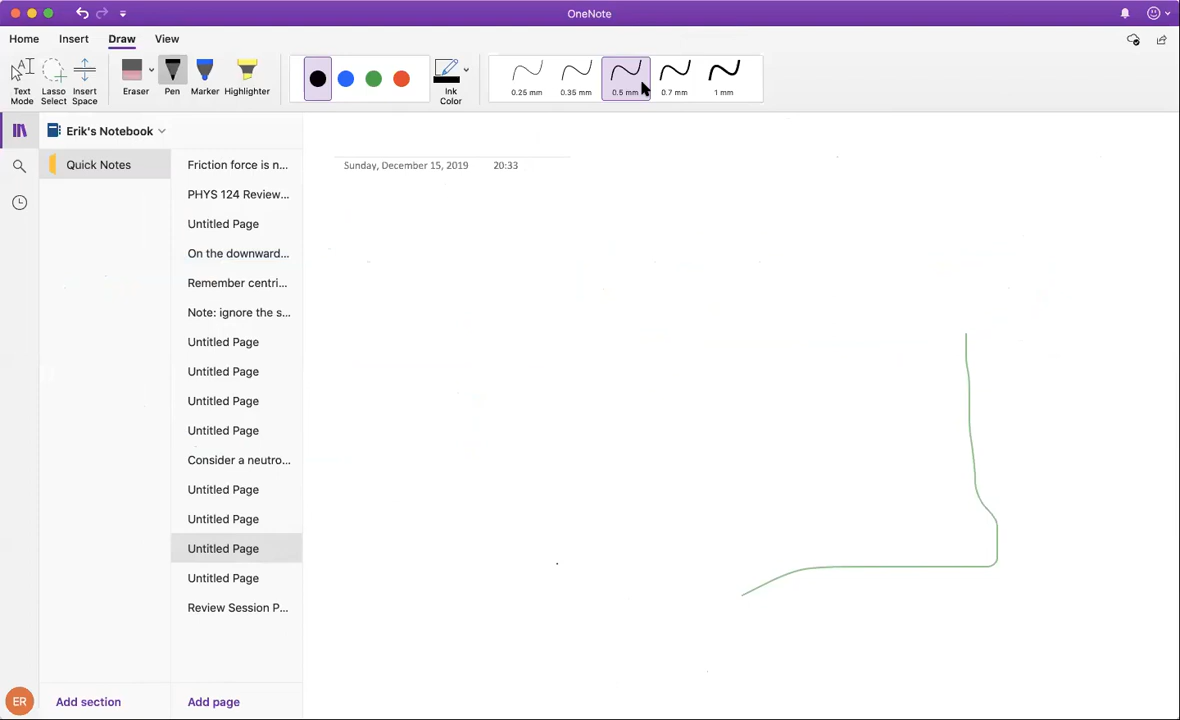 OneNote
Home Insert Draw View
Text Mode
Lasso Select
Insert Space
Eraser
Pen
Marker
Highlighter
Ink Color
0.25 mm
0.35 mm
0.5 mm
0.7 mm
1 mm
Erik's Notebook
Quick Notes
Friction force is n...
PHYS 124 Review...
Untitled Page
On the downward...
Remember centri...
Note: ignore the s...
Untitled Page
Untitled Page
Untitled Page
Untitled Page
Consider a neutro...
Untitled Page
Untitled Page
Untitled Page
Untitled Page
Review Session P...
Sunday, December 15, 2019 20:33
ER
Add section
Add page